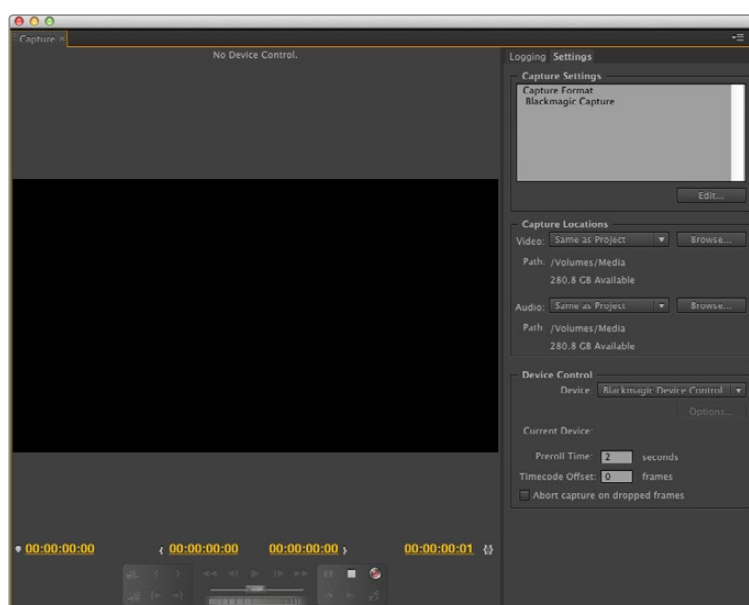 Capture ×
No Device Control.
Logging Settings
Capture Settings
Capture Format
Blackmagic Capture
Edit...
Capture Locations
Video: Same as Project Browse...
Path: /Volumes/Media
280.8 GB Available
Audio: Same as Project Browse...
Path: /Volumes/Media
280.8 GB Available
Device Control
Device: Blackmagic Device Control
Options...
Current Device:
Preroll Time: 2 seconds
Timecode Offset: 0 frames
Abort capture on dropped frames
00:00:00:00 { 00:00:00:00 00:00:00:00 } 00:00:00:01 {}